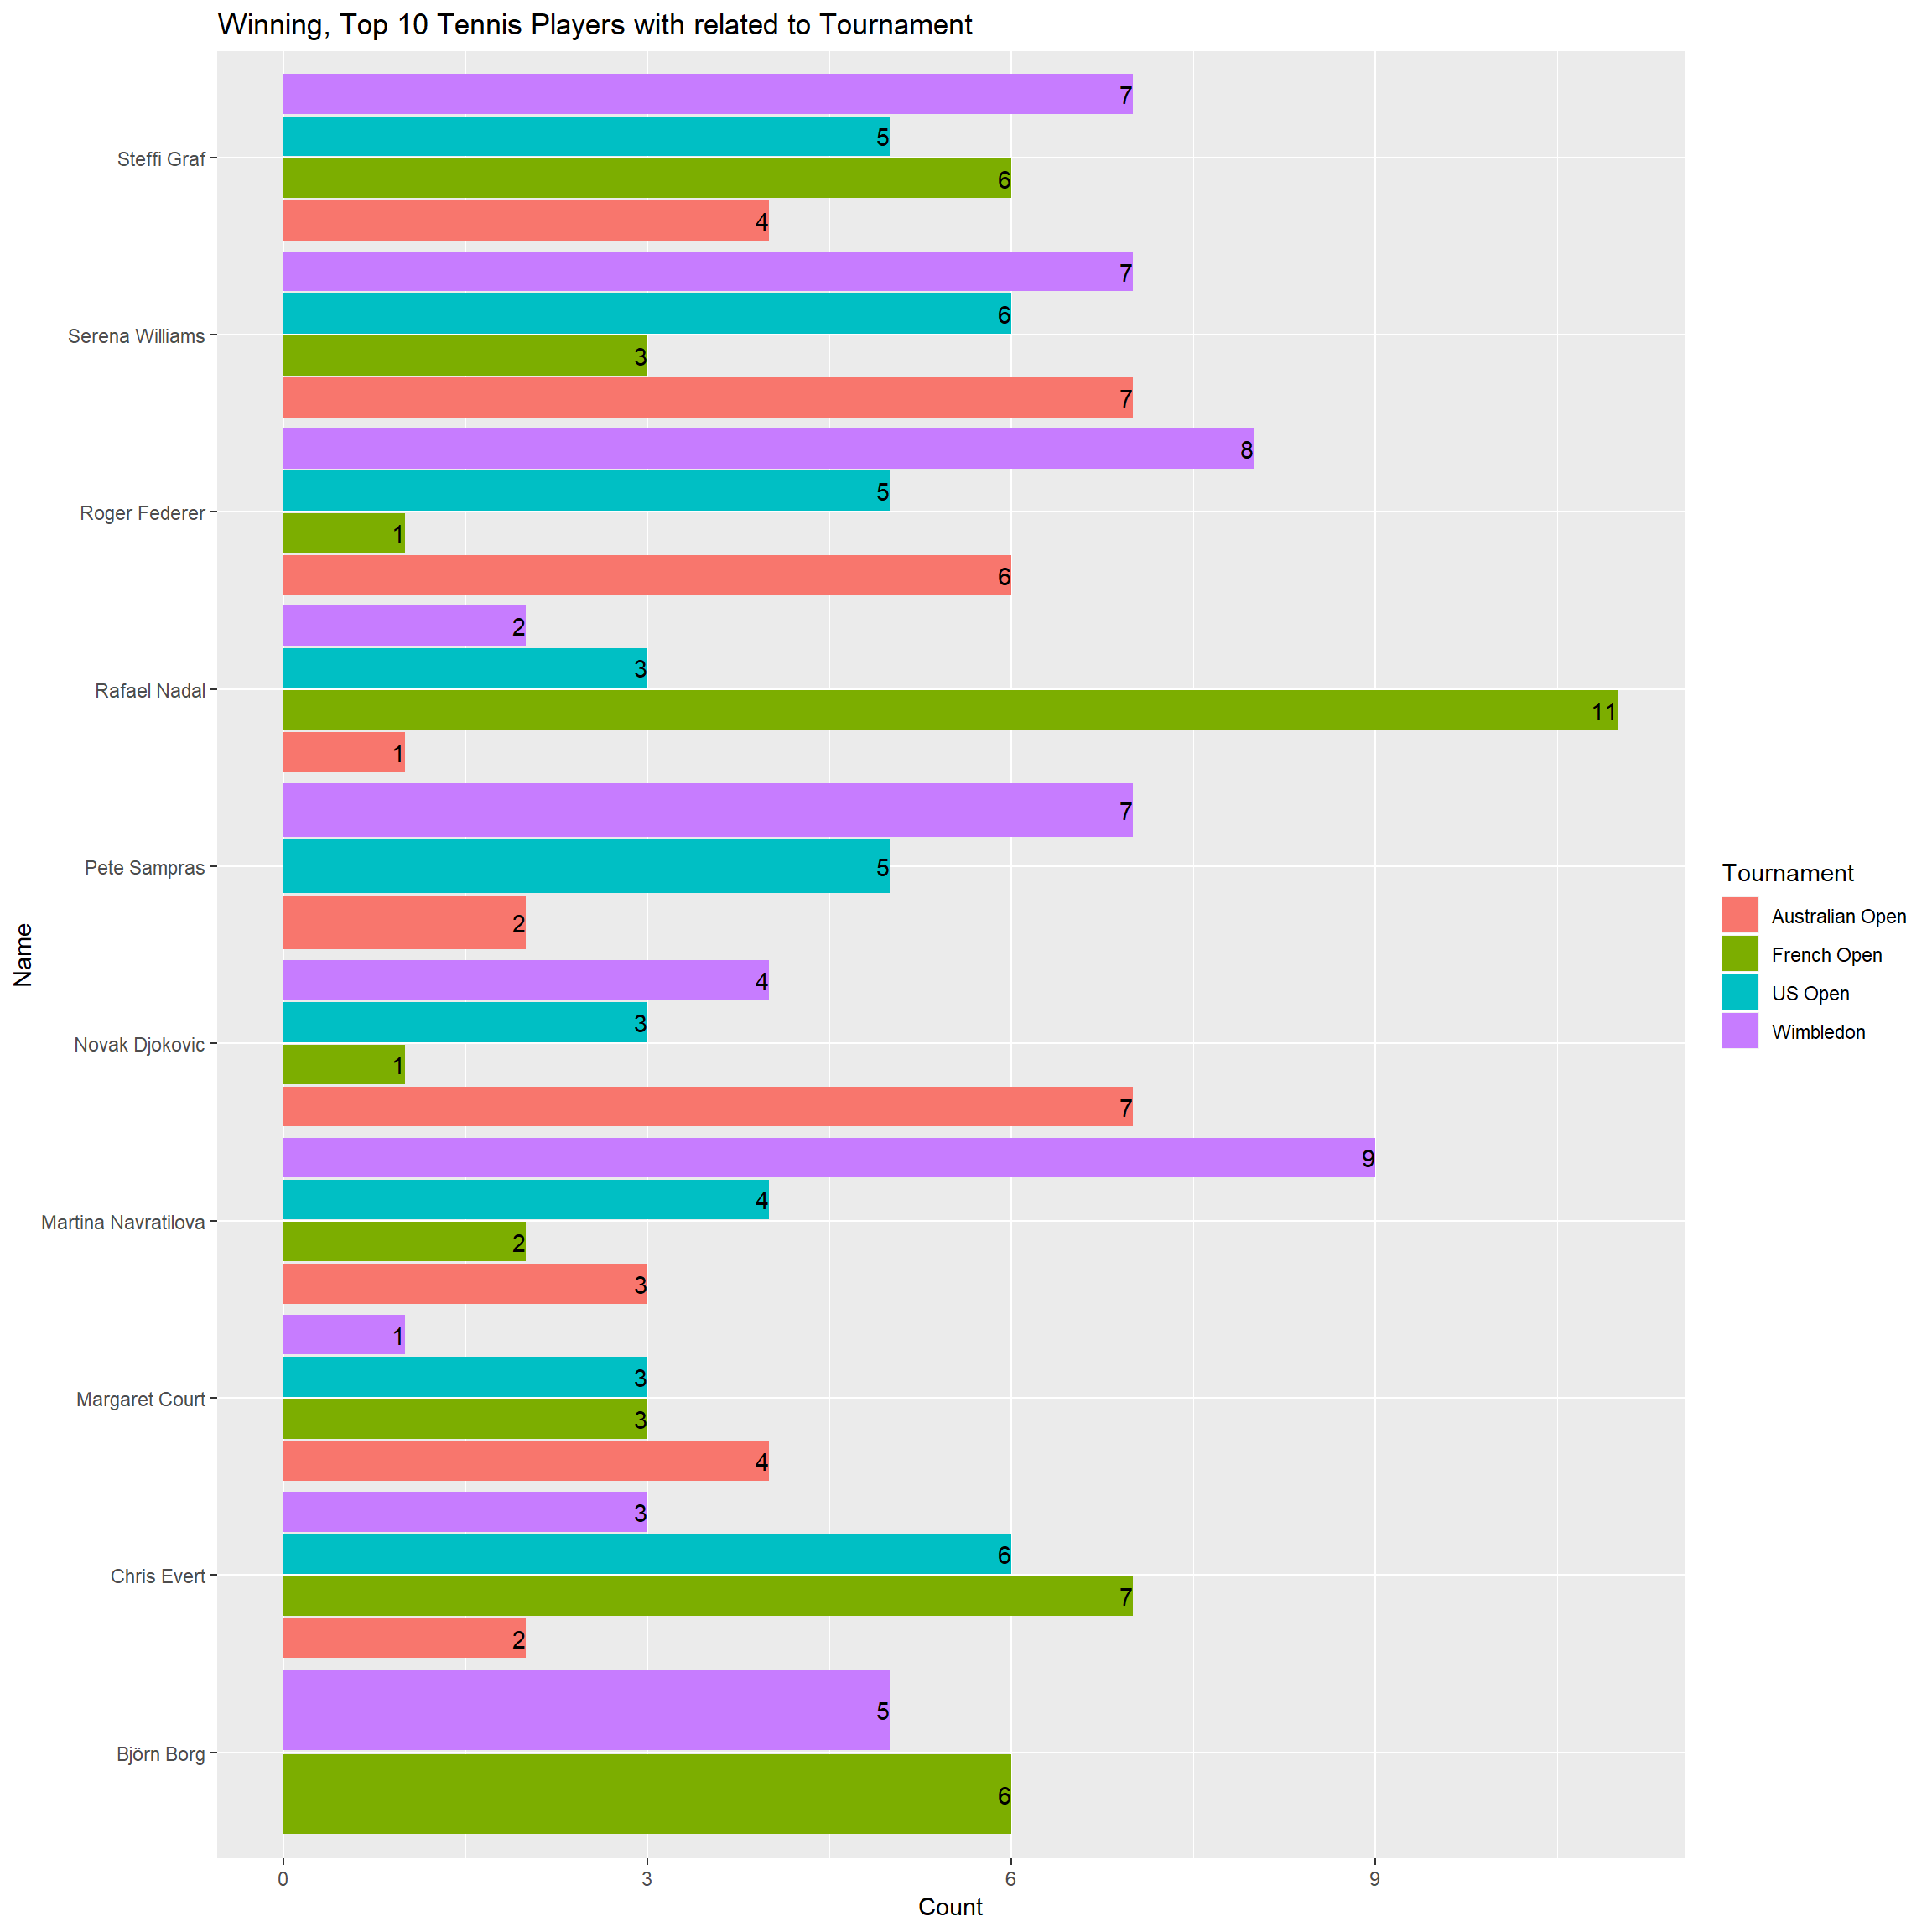 Winning, Top 10 Tennis Players with related to Tournament
Name
Steffi Graf
7
5
6
4
Serena Williams
7
6
3
7
Roger Federer
8
5
1
6
Rafael Nadal
2
3
11
1
Pete Sampras
7
5
2
Novak Djokovic
4
3
1
7
Martina Navratilova
9
4
2
3
Margaret Court
1
3
3
4
Chris Evert
3
6
7
2
Björn Borg
5
6
0 3 6 9
Count
Tournament
Australian Open
French Open
US Open
Wimbledon